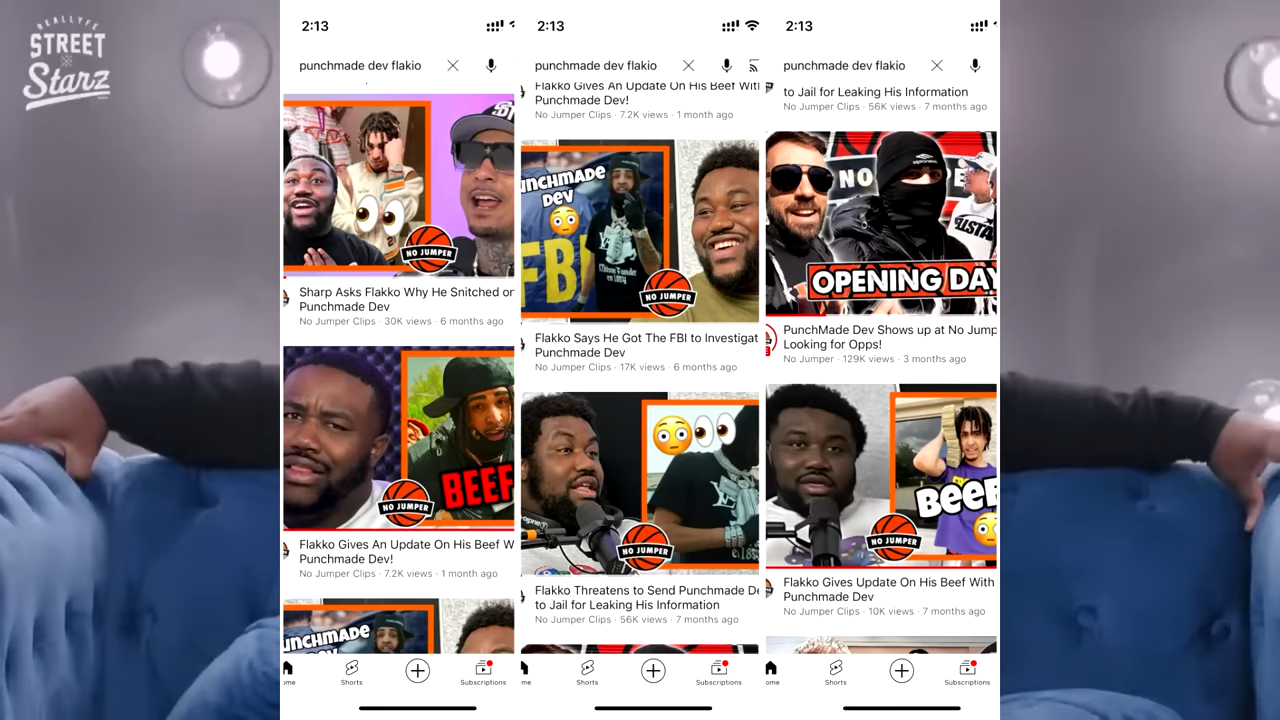 REALLYFE
STREET
Starz
2:13
punchmade dev flakio
NO JUMPER
Sharp Asks Flakko Why He Snitched on
Punchmade Dev
No Jumper Clips · 30K views · 6 months ago
BEEF
NO JUMPER
Flakko Gives An Update On His Beef W
Punchmade Dev!
No Jumper Clips · 7.2K views · 1 month ago
UNCHMADE
DEV
ome
Shorts
Subscriptions
2:13
punchmade dev flakio
Flakko Gives An Update On His Beef With
Punchmade Dev!
No Jumper Clips · 7.2K views · 1 month ago
UNCHMADE
DEV
FBI
NO JUMPER
Flakko Says He Got The FBI to Investigat
Punchmade Dev
No Jumper Clips · 17K views · 6 months ago
NO JUMPER
Flakko Threatens to Send Punchmade De
to Jail for Leaking His Information
No Jumper Clips · 56K views · 7 months ago
me
Shorts
Subscriptions
2:13
punchmade dev flakio
to Jail for Leaking His Information
No Jumper Clips · 56K views · 7 months ago
NO
OPENING DAY
PunchMade Dev Shows up at No Jump
Looking for Opps!
No Jumper · 129K views · 3 months ago
BEEF
NO JUMPER
Flakko Gives Update On His Beef With
Punchmade Dev
No Jumper Clips · 10K views · 7 months ago
ome
Shorts
Subscriptions